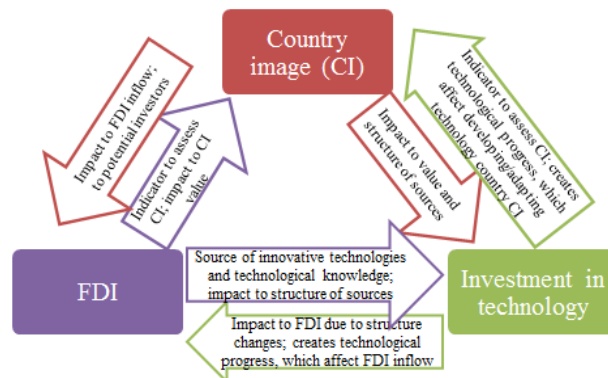 Country
image (CI)
Impact to FDI inflow;
to potential investors
Indicator to assess
CI; impact to CI
value
Impact to value and
structure of sources
Indicator to assess CI; creates
technological progress, which
affect developing/adapting
technology country CI
FDI
Source of innovative technologies
and technological knowledge;
impact to structure of sources
Investment in
technology
Impact to FDI due to structure
changes; creates technological
progress, which affect FDI inflow